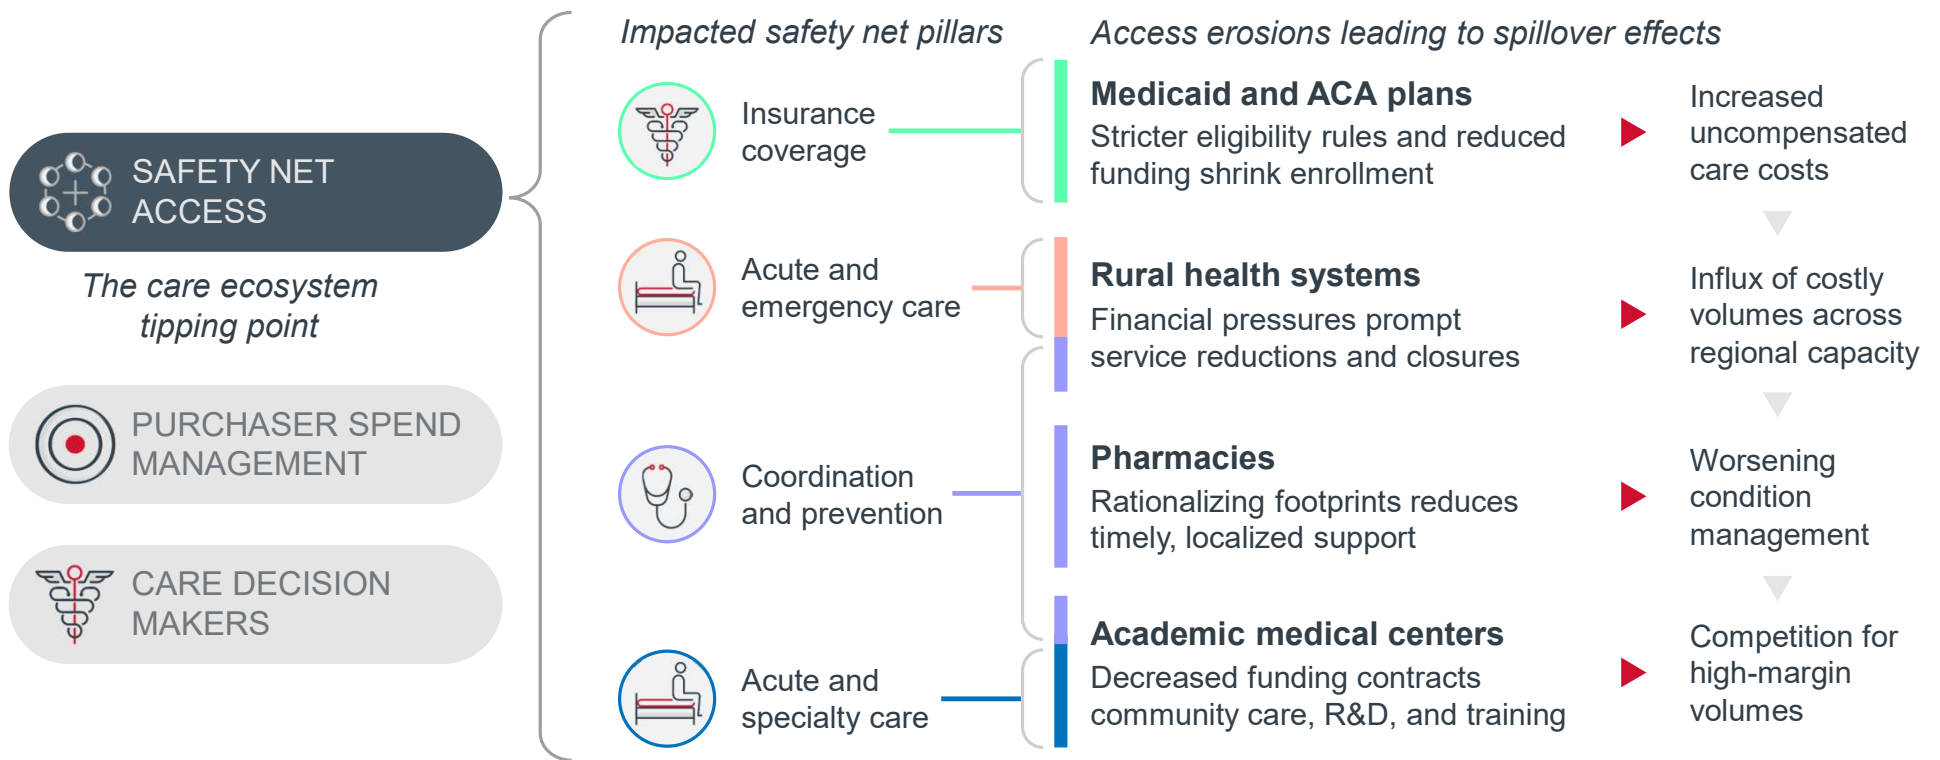 SAFETY NET
ACCESS
The care ecosystem
tipping point
PURCHASER SPEND
MANAGEMENT
CARE DECISION
MAKERS
Impacted safety net pillars
Insurance
coverage
Acute and
emergency care
Coordination
and prevention
Acute and
specialty care
Access erosions leading to spillover effects
Medicaid and ACA plans
Stricter eligibility rules and reduced
funding shrink enrollment
Increased
uncompensated
care costs
Rural health systems
Financial pressures prompt
service reductions and closures
Influx of costly
volumes across
regional capacity
Pharmacies
Rationalizing footprints reduces
timely, localized support
Worsening
condition
management
Academic medical centers
Decreased funding contracts
community care, R&D, and training
Competition for
high-margin
volumes